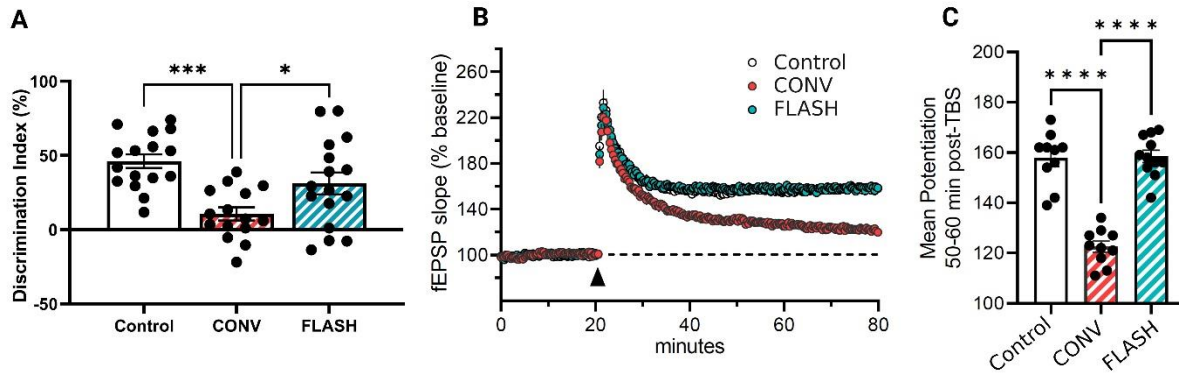 A
Discrimination Index (%)
100
50
0
-50
***
*
Control
CONV
FLASH
B
fEPSP slope (% baseline)
260
220
180
140
100
Control
CONV
FLASH
0
20
40
60
80
minutes
C
Mean Potentiation
50-60 min post-TBS
200
180
160
140
120
100
****
****
Control
CONV
FLASH